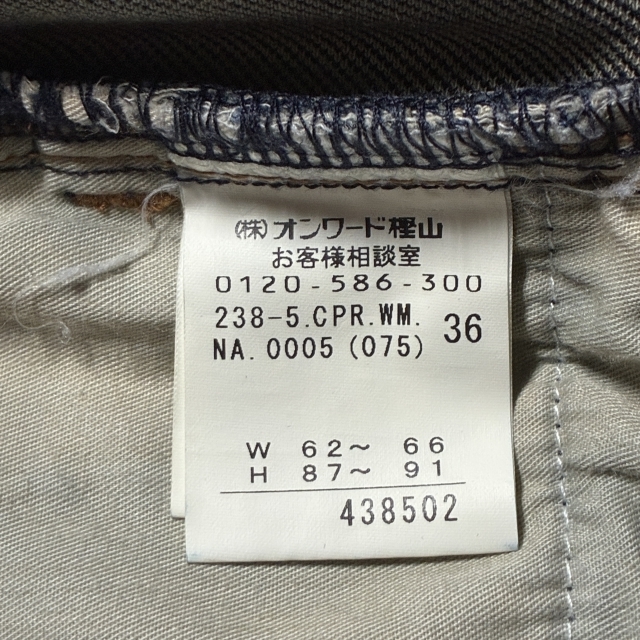 (株)オンワード樫山
お客様相談室
0120-586-300
238-5.CPR.WM. 36
NA.0005(075)
W 62〜 66
H 87〜 91
438502